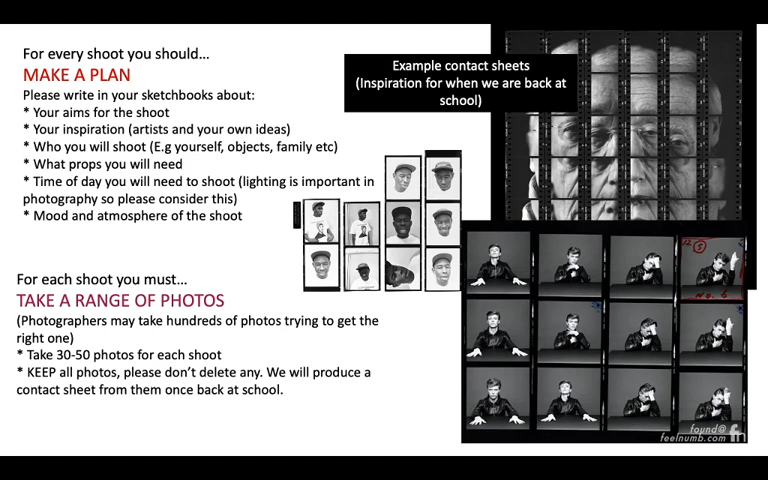 For every shoot you should…
MAKE A PLAN
Please write in your sketchbooks about:
* Your aims for the shoot
* Your inspiration (artists and your own ideas)
* Who you will shoot (E.g yourself, objects, family etc)
* What props you will need
* Time of day you will need to shoot (lighting is important in
photography so please consider this)
* Mood and atmosphere of the shoot
For each shoot you must…
TAKE A RANGE OF PHOTOS
(Photographers may take hundreds of photos trying to get the
right one)
* Take 30-50 photos for each shoot
* KEEP all photos, please don’t delete any. We will produce a
contact sheet from them once back at school.
Example contact sheets
(Inspiration for when we are back at
school)
found@
feelnumb.com